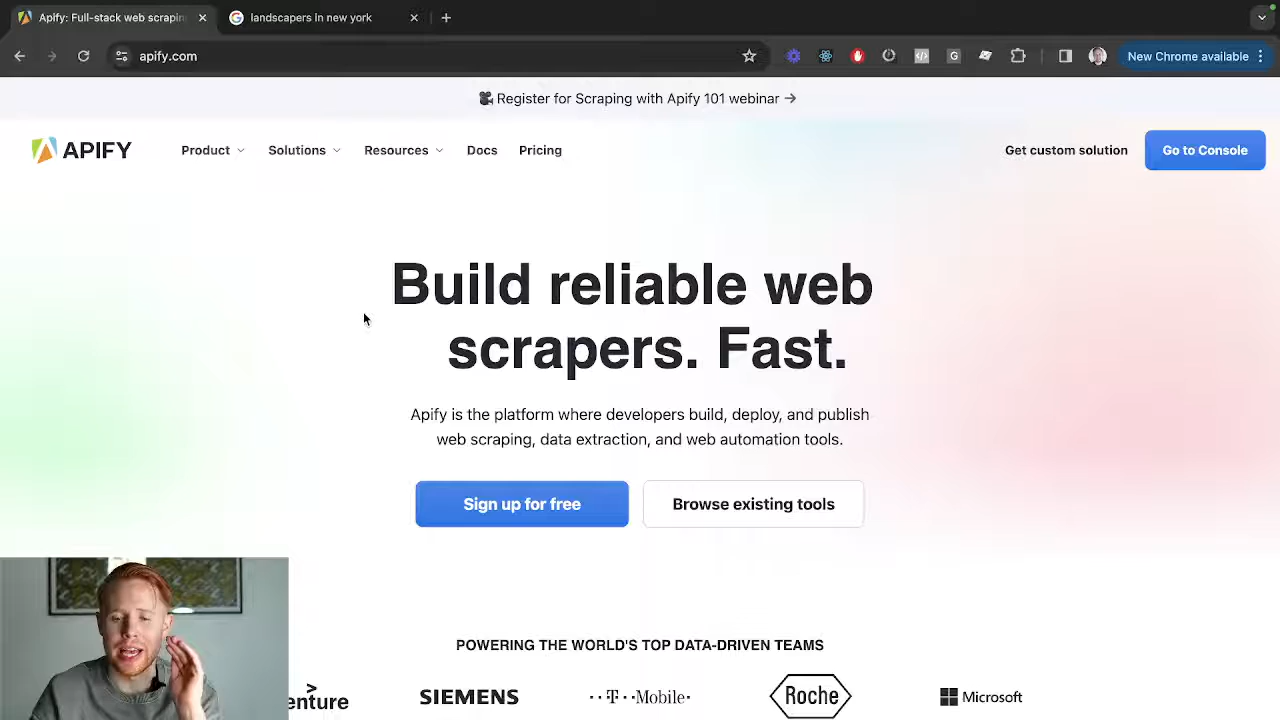 Apify: Full-stack web scrapin
landscapers in new york
apify.com
New Chrome available
Register for Scraping with Apify 101 webinar →
APIFY
Product
Solutions
Resources
Docs
Pricing
Get custom solution
Go to Console
Build reliable web
scrapers. Fast.
Apify is the platform where developers build, deploy, and publish
web scraping, data extraction, and web automation tools.
Sign up for free
Browse existing tools
POWERING THE WORLD'S TOP DATA-DRIVEN TEAMS
enture
SIEMENS
T Mobile
Roche
Microsoft